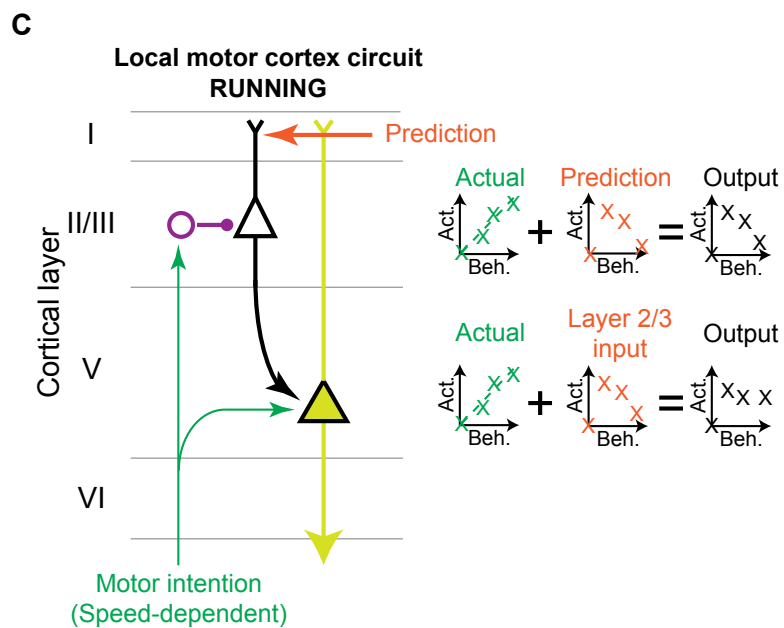 C
Local motor cortex circuit
RUNNING
Cortical layer
I
II/III
V
VI
Prediction
Motor intention
(Speed-dependent)
Actual
Prediction
Output
Act.
Beh.
+
Act.
Beh.
=
Act.
Beh.
Actual
Layer 2/3
input
Output
Act.
Beh.
+
Act.
Beh.
=
Act.
Beh.